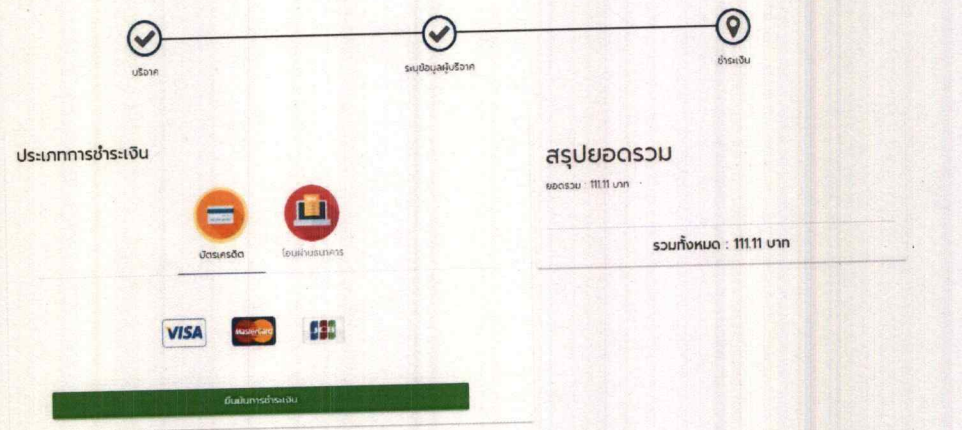 บริจาค
ระบุข้อมูลผู้บริจาค
ชำระเงิน
ประเภทการชำระเงิน
บัตรเครดิต
โอนผ่านธนาคาร
VISA
MasterCard
JCB
ยืนยันการชำระเงิน
สรุปยอดรวม
ยอดรวม : 111.11 บาท
รวมทั้งหมด : 111.11 บาท